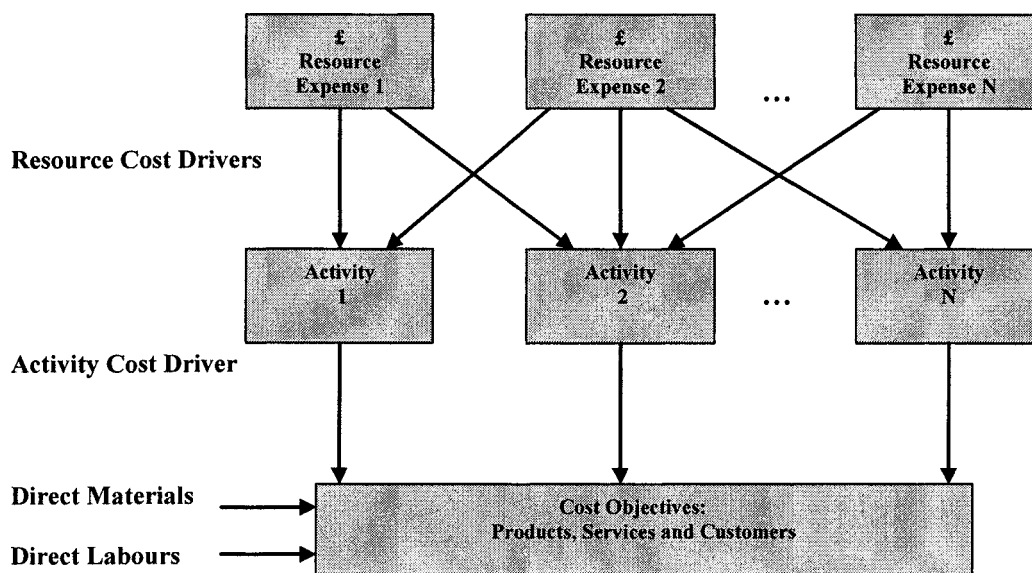 £
Resource
Expense 1
£
Resource
Expense 2
...
£
Resource
Expense N
Resource Cost Drivers
Activity
1
Activity
2
...
Activity
N
Activity Cost Driver
Direct Materials
Direct Labours
Cost Objectives:
Products, Services and Customers